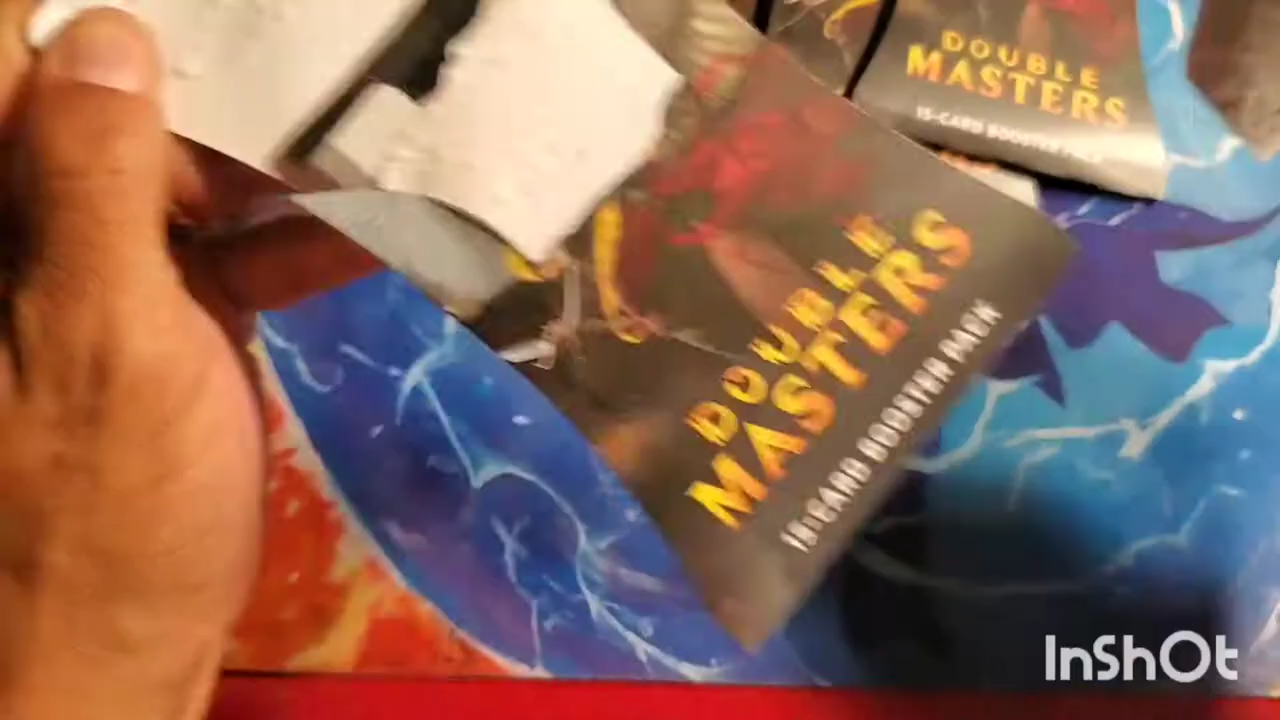 DOUBLE
MASTERS
15-CARD BOOSTER PACK
DOUBLE
MASTERS
15-CARD BOOSTER PACK
InShOt